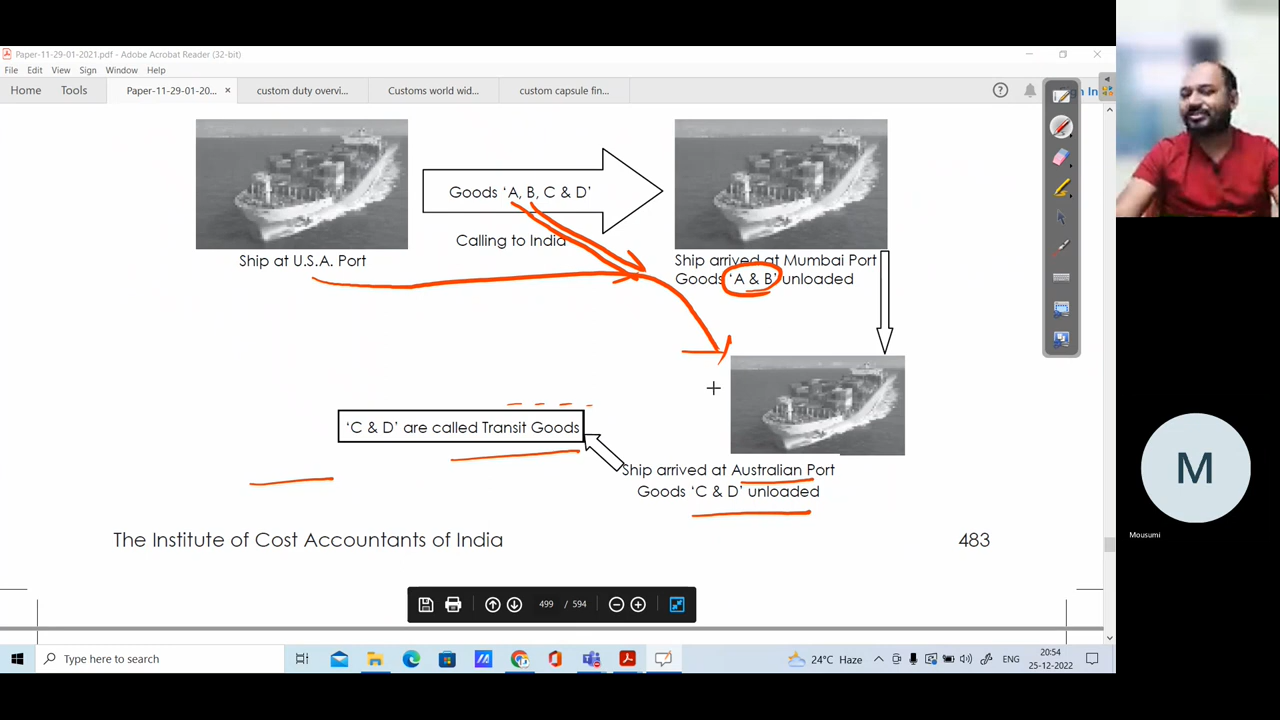 Paper-11-29-01-2021.pdf - Adobe Acrobat Reader (32-bit)
File Edit View Sign Window Help
Home Tools Paper-11-29-01-20... × custom duty overvi... Customs world wid... custom capsule fin... Sign In
Goods ‘A, B, C & D’
Calling to India
Ship at U.S.A. Port
Ship arrived at Mumbai Port
Goods ‘A & B’ unloaded
‘C & D’ are called Transit Goods
Ship arrived at Australian Port
Goods ‘C & D’ unloaded
M
Mousumi
The Institute of Cost Accountants of India 483
499 / 594
Type here to search
24°C Haze
ENG
20:54
25-12-2022